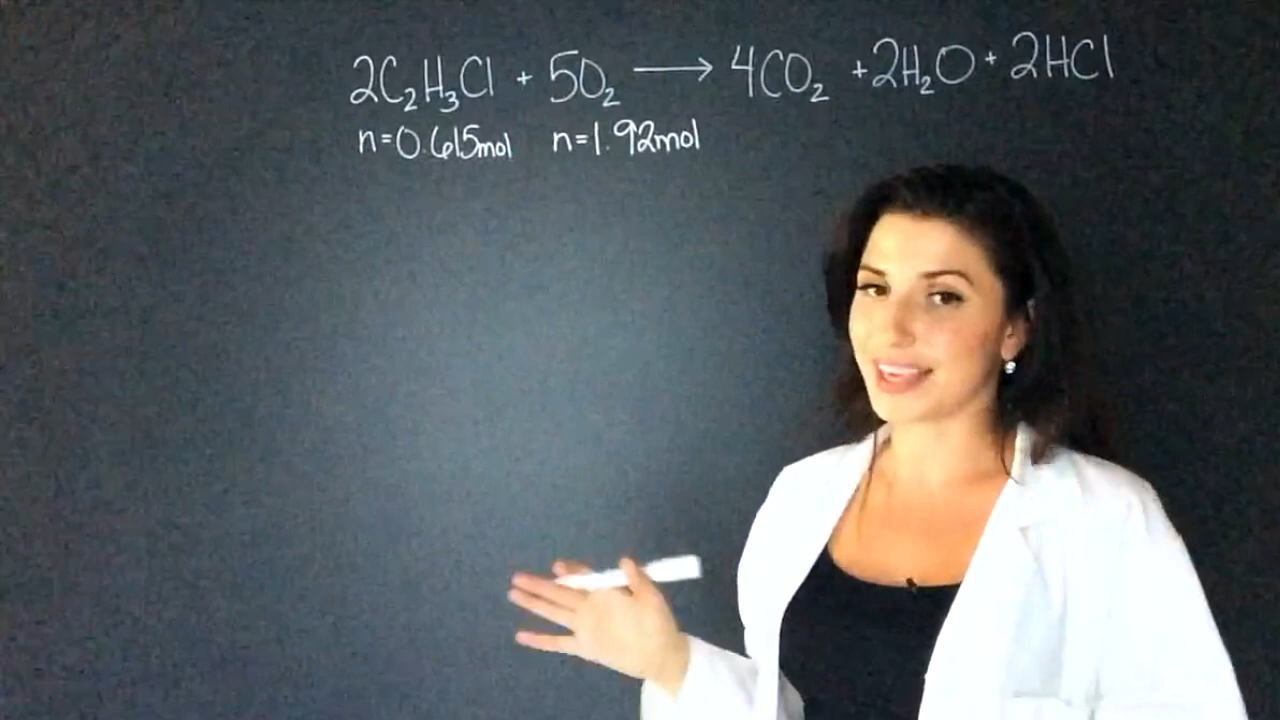 2C₂H₃Cl + 5O₂ ⟶ 4CO₂ + 2H₂O + 2HCl
n=0.615mol n=1.92mol